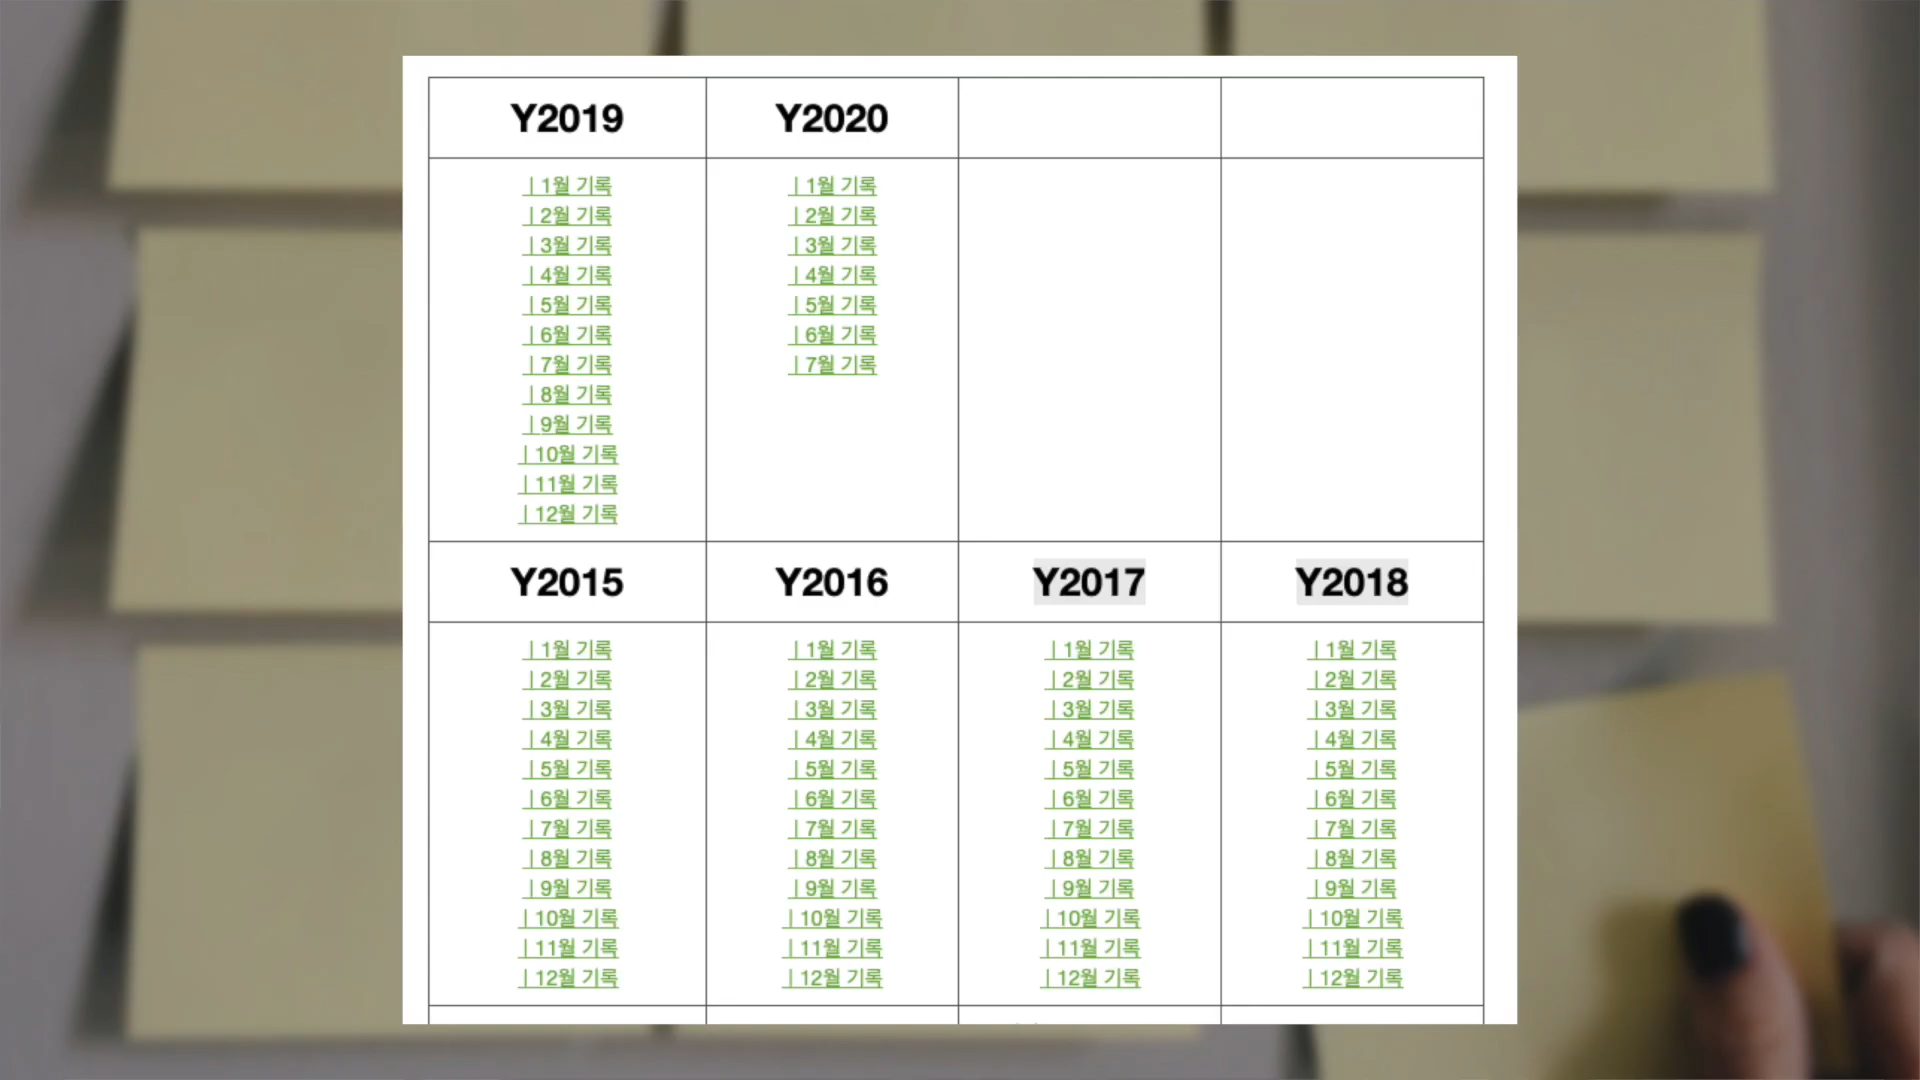 Y2019 Y2020
| 1월 기록 | 1월 기록
| 2월 기록 | 2월 기록
| 3월 기록 | 3월 기록
| 4월 기록 | 4월 기록
| 5월 기록 | 5월 기록
| 6월 기록 | 6월 기록
| 7월 기록 | 7월 기록
| 8월 기록
| 9월 기록
| 10월 기록
| 11월 기록
| 12월 기록
Y2015 Y2016 Y2017 Y2018
| 1월 기록 | 1월 기록 | 1월 기록 | 1월 기록
| 2월 기록 | 2월 기록 | 2월 기록 | 2월 기록
| 3월 기록 | 3월 기록 | 3월 기록 | 3월 기록
| 4월 기록 | 4월 기록 | 4월 기록 | 4월 기록
| 5월 기록 | 5월 기록 | 5월 기록 | 5월 기록
| 6월 기록 | 6월 기록 | 6월 기록 | 6월 기록
| 7월 기록 | 7월 기록 | 7월 기록 | 7월 기록
| 8월 기록 | 8월 기록 | 8월 기록 | 8월 기록
| 9월 기록 | 9월 기록 | 9월 기록 | 9월 기록
| 10월 기록 | 10월 기록 | 10월 기록 | 10월 기록
| 11월 기록 | 11월 기록 | 11월 기록 | 11월 기록
| 12월 기록 | 12월 기록 | 12월 기록 | 12월 기록